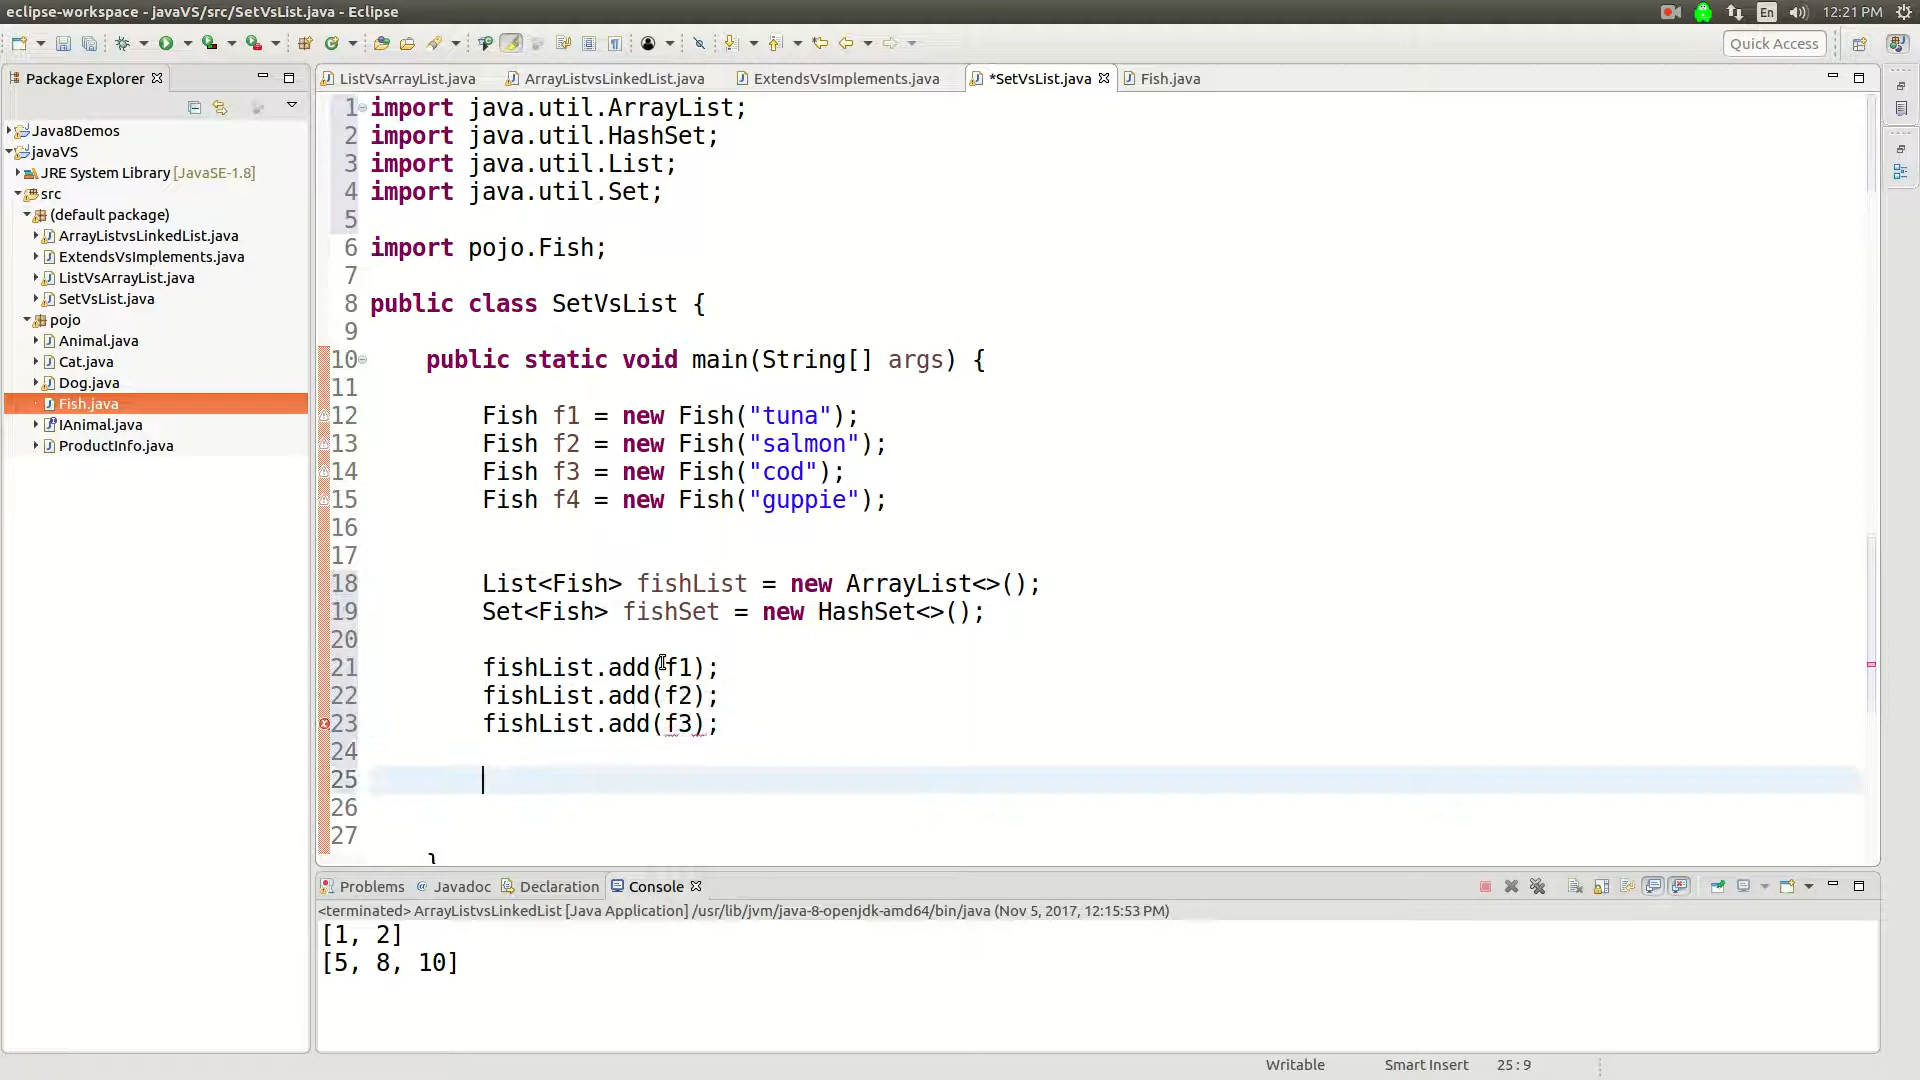 eclipse-workspace - javaVS/src/SetVsList.java - Eclipse
En
12:21 PM
Quick Access
Package Explorer
ListVsArrayList.java
ArrayListvsLinkedList.java
ExtendsVsImplements.java
*SetVsList.java
Fish.java
Java8Demos
javaVS
JRE System Library [JavaSE-1.8]
src
(default package)
ArrayListvsLinkedList.java
ExtendsVsImplements.java
ListVsArrayList.java
SetVsList.java
pojo
Animal.java
Cat.java
Dog.java
Fish.java
IAnimal.java
ProductInfo.java
1 import java.util.ArrayList;
2 import java.util.HashSet;
3 import java.util.List;
4 import java.util.Set;
5
6 import pojo.Fish;
7
8 public class SetVsList {
9
10 public static void main(String[] args) {
11
12 Fish f1 = new Fish("tuna");
13 Fish f2 = new Fish("salmon");
14 Fish f3 = new Fish("cod");
15 Fish f4 = new Fish("guppie");
16
17
18 List<Fish> fishList = new ArrayList<>();
19 Set<Fish> fishSet = new HashSet<>();
20
21 fishList.add(f1);
22 fishList.add(f2);
23 fishList.add(f3);
24
25
26
27
}
Problems
@ Javadoc
Declaration
Console
<terminated> ArrayListvsLinkedList [Java Application] /usr/lib/jvm/java-8-openjdk-amd64/bin/java (Nov 5, 2017, 12:15:53 PM)
[1, 2]
[5, 8, 10]
Writable
Smart Insert
25 : 9